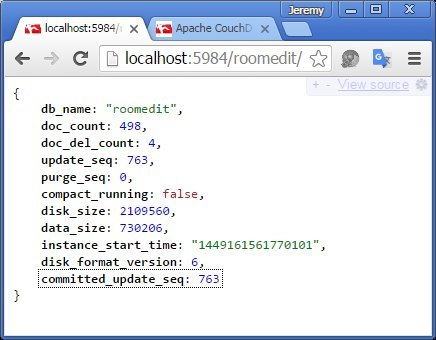 Jeremy
localhost:5984/r
Apache CouchD
localhost:5984/roomedit/
+ - View source
{
db_name: "roomedit",
doc_count: 498,
doc_del_count: 4,
update_seq: 763,
purge_seq: 0,
compact_running: false,
disk_size: 2109560,
data_size: 730206,
instance_start_time: "1449161561770101",
disk_format_version: 6,
committed_update_seq: 763
}